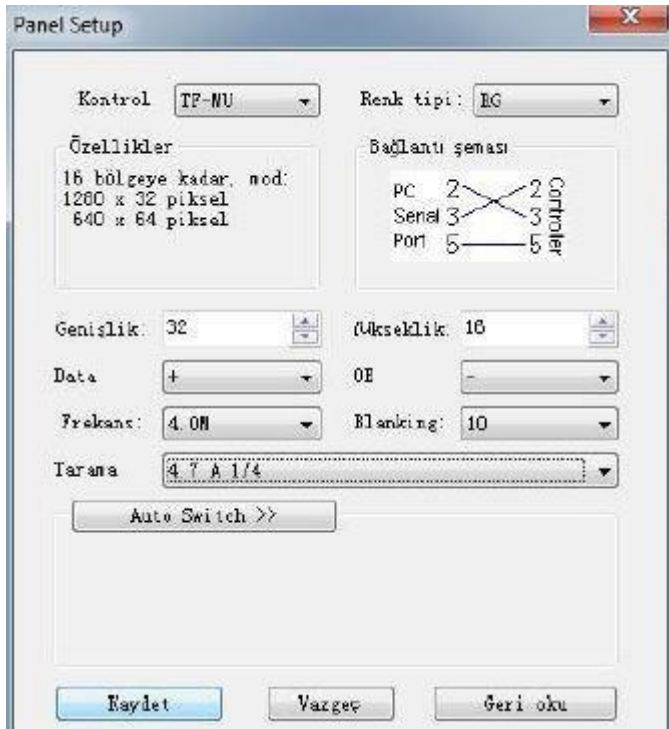 Panel Setup
Kontrol TF-NU Renk tipi: RG
Özellikler
16 bölgeye kadar, mod:
1280 x 32 piksel
640 x 64 piksel
Bağlantı şeması
PC 2 2
Serial 3 3
Port 5 5
Controler
Genişlik: 32 Yükseklik: 16
Data + OE -
Frekans: 4.0M Blanking: 10
Tarama 4.7 A 1/4
Auto Switch >>
Kaydet Vazgeç Geri oku